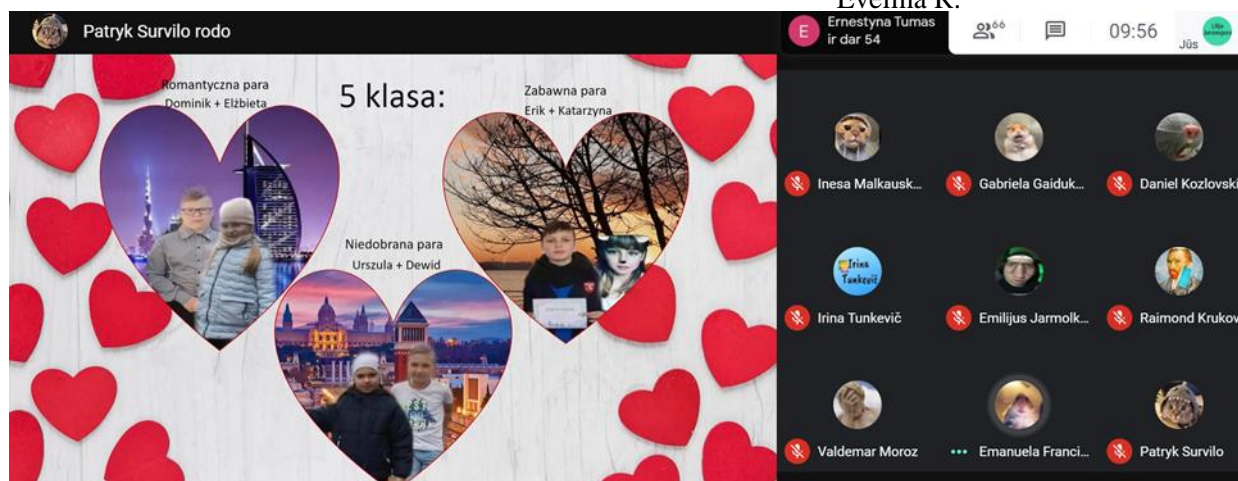 Evelina R.
Patryk Survilo rodo
5 klasa:
Romantyczna para
Dominik + Elżbieta
Zabawna para
Erik + Katarzyna
Niedobrana para
Urszula + Dewid
E
Ernestyna Tumas
ir dar 54
66
09:56
Jūs
Inesa Malkausk...
Gabriela Gaiduk...
Daniel Kozlovski
Irina
Tunkevič
Irina Tunkevič
Emilijus Jarmolk...
Raimond Krukov
Valdemar Moroz
Emanuela Franci...
Patryk Survilo